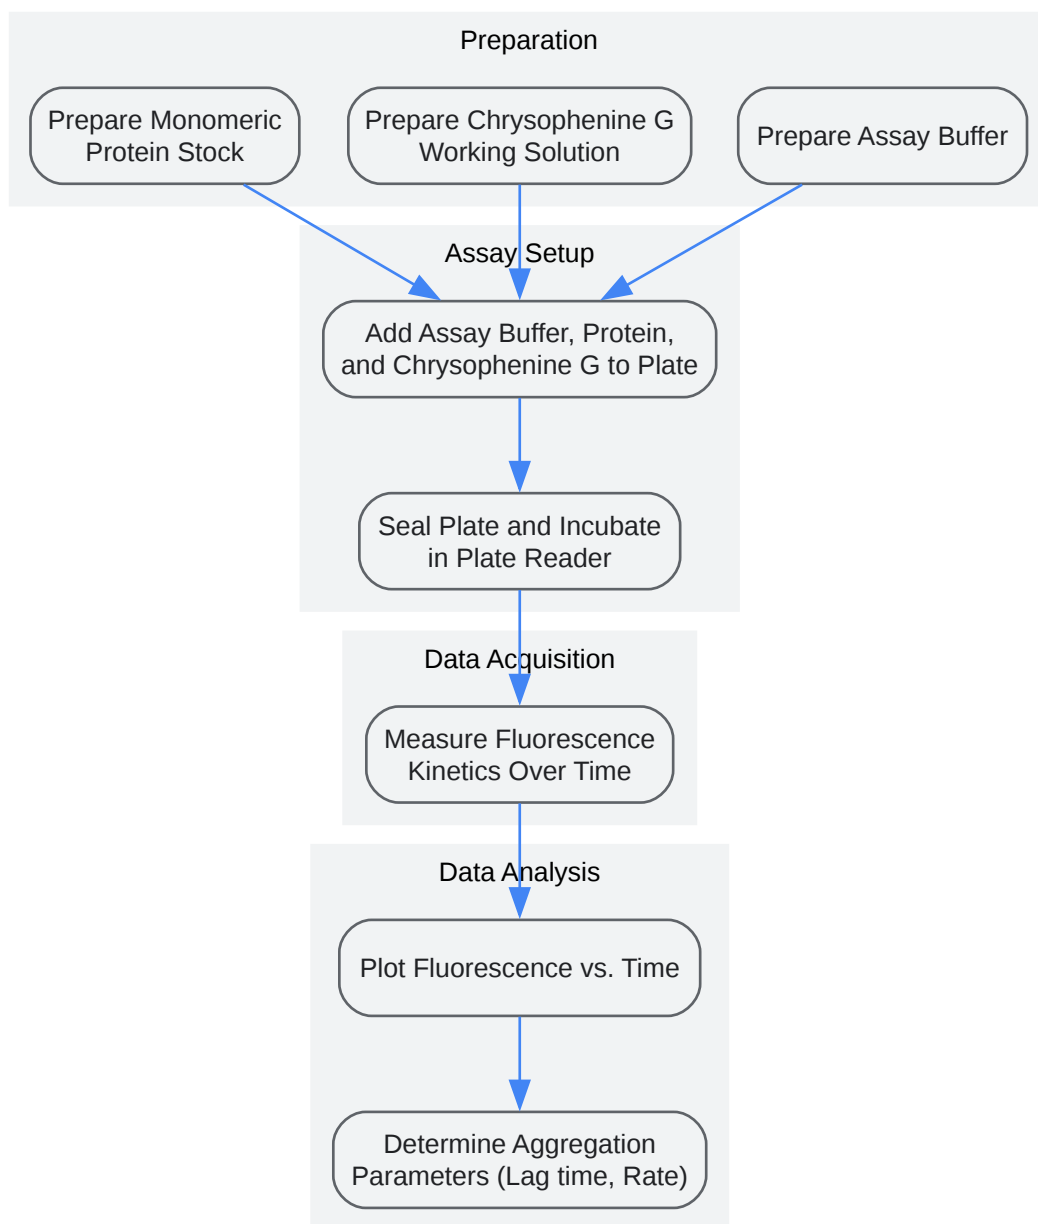 Preparation
Prepare Monomeric
Protein Stock
Prepare Chrysophenine G
Working Solution
Prepare Assay Buffer
Assay Setup
Add Assay Buffer, Protein,
and Chrysophenine G to Plate
Seal Plate and Incubate
in Plate Reader
Data Acquisition
Measure Fluorescence
Kinetics Over Time
Data Analysis
Plot Fluorescence vs. Time
Determine Aggregation
Parameters (Lag time, Rate)